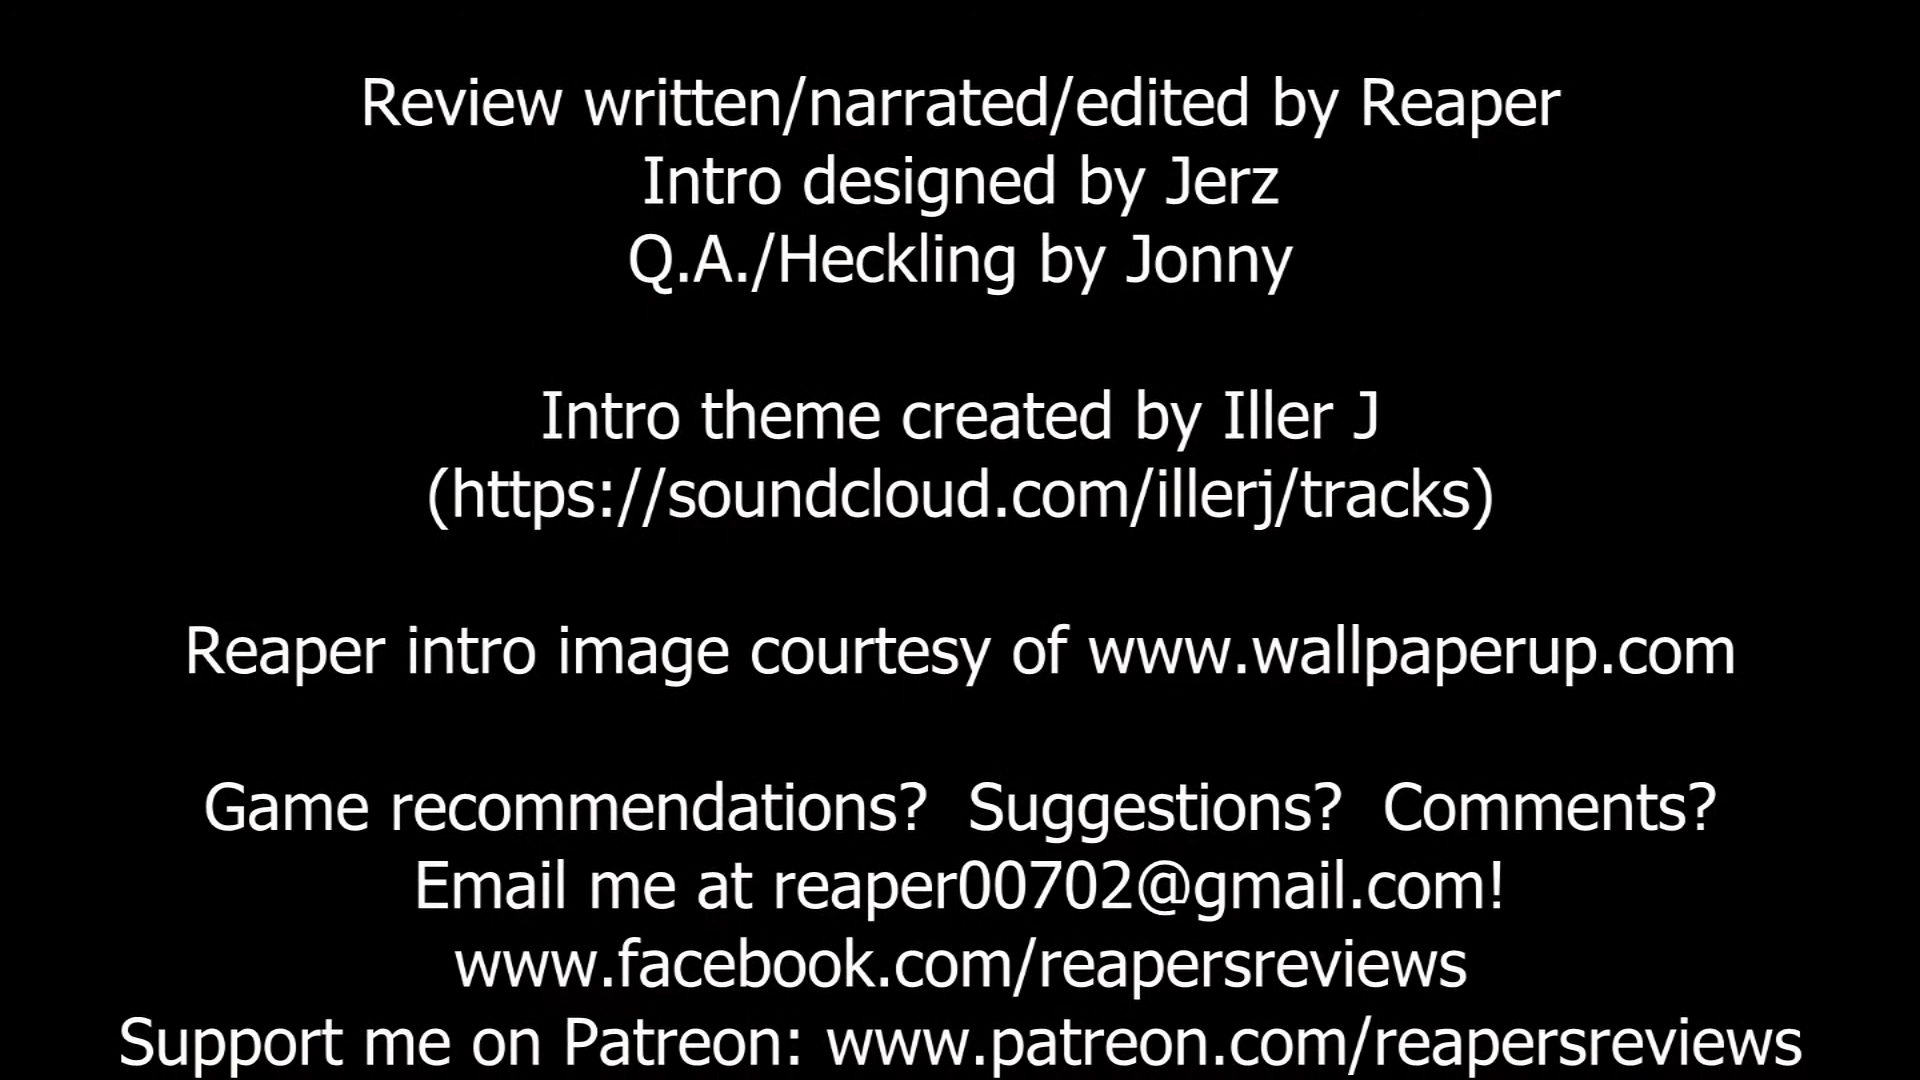 Review written/narrated/edited by Reaper
Intro designed by Jerz
Q.A./Heckling by Jonny
Intro theme created by Iller J
(https://soundcloud.com/illerj/tracks)
Reaper intro image courtesy of www.wallpaperup.com
Game recommendations?  Suggestions?  Comments?
Email me at reaper00702@gmail.com!
www.facebook.com/reapersreviews
Support me on Patreon: www.patreon.com/reapersreviews